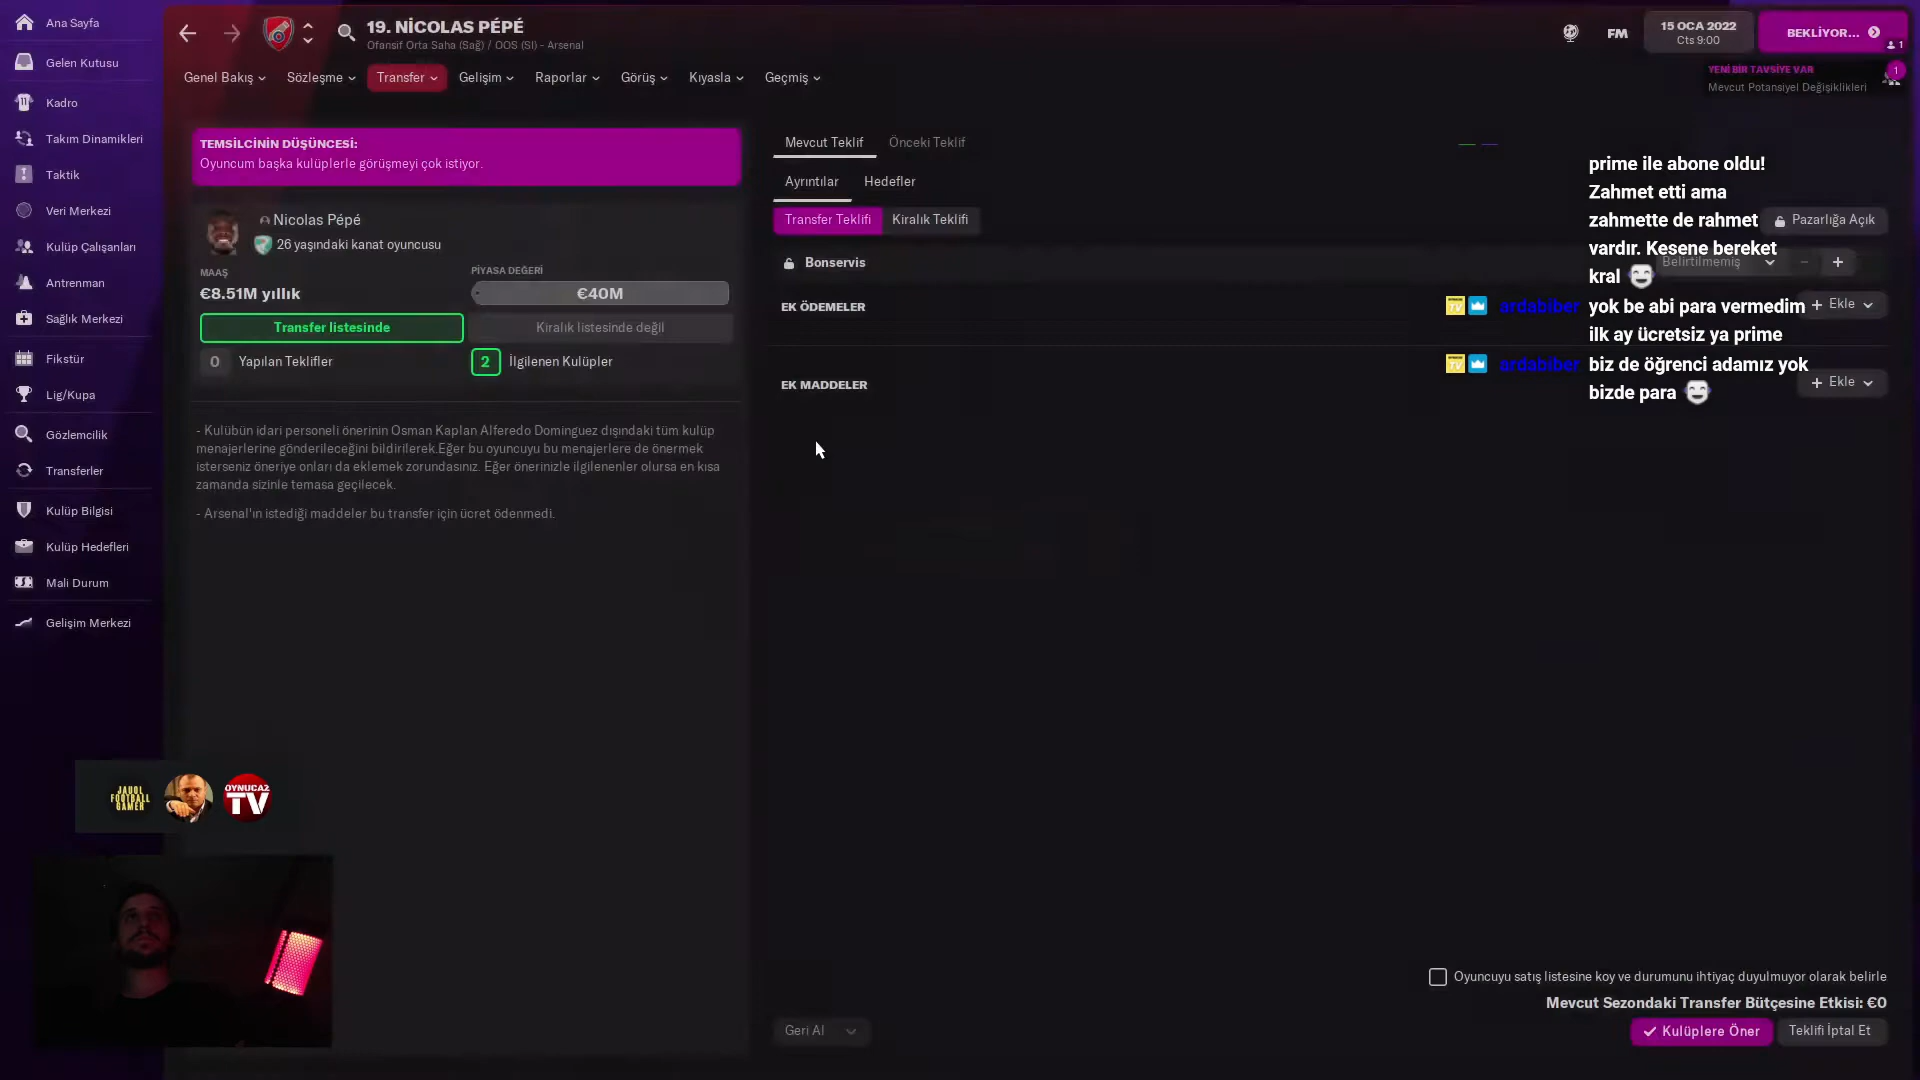 Ana Sayfa
Gelen Kutusu
Kadro
Takım Dinamikleri
Taktik
Veri Merkezi
Kulüp Çalışanları
Antrenman
Sağlık Merkezi
Fikstür
Lig/Kupa
Gözlemcilik
Transferler
Kulüp Bilgisi
Kulüp Hedefleri
Mali Durum
Gelişim Merkezi
19. NİCOLAS PÉPÉ
Ofansif Orta Saha (Sağ) / OOS (Sl) - Arsenal
FM
15 OCA 2022
Cts 9:00
BEKLİYOR...
1
YENİ BİR TAVSİYE VAR
Mevcut Potansiyel Değişiklikleri
1
Genel Bakış
Sözleşme
Transfer
Gelişim
Raporlar
Görüş
Kıyasla
Geçmiş
TEMSİLCİNİN DÜŞÜNCESİ:
Oyuncum başka kulüplerle görüşmeyi çok istiyor.
Nicolas Pépé
26 yaşındaki kanat oyuncusu
MAAŞ
€8.51M yıllık
PİYASA DEĞERİ
€40M
Transfer listesinde
Kiralık listesinde değil
0 Yapılan Teklifler
2 İlgilenen Kulüpler
- Kulübün idari personeli önerinin Osman Kaplan Alferedo Dominguez dışındaki tüm kulüp
menajerlerine gönderileceğini bildirilerek.Eğer bu oyuncuyu bu menajerlere de önermek
isterseniz öneriye onları da eklemek zorundasınız. Eğer önerinizle ilgilenenler olursa en kısa
zamanda sizinle temasa geçilecek.
- Arsenal'ın istediği maddeler bu transfer için ücret ödenmedi.
Mevcut Teklif
Önceki Teklif
Ayrıntılar
Hedefler
Transfer Teklifi
Kiralık Teklifi
Pazarlığa Açık
Bonservis
Belirtilmemiş
EK ÖDEMELER
Ekle
EK MADDELER
Ekle
prime ile abone oldu!
Zahmet etti ama
zahmette de rahmet
vardır. Kesene bereket
kral
ardabiber yok be abi para vermedim
ilk ay ücretsiz ya prime
ardabiber biz de öğrenci adamız yok
bizde para
JAUOL
FOOTBALL
GAMER
OYNUCAZ
TV
Oyuncuyu satış listesine koy ve durumunu ihtiyaç duyulmuyor olarak belirle
Mevcut Sezondaki Transfer Bütçesine Etkisi: €0
Geri Al
Kulüplere Öner
Teklifi İptal Et